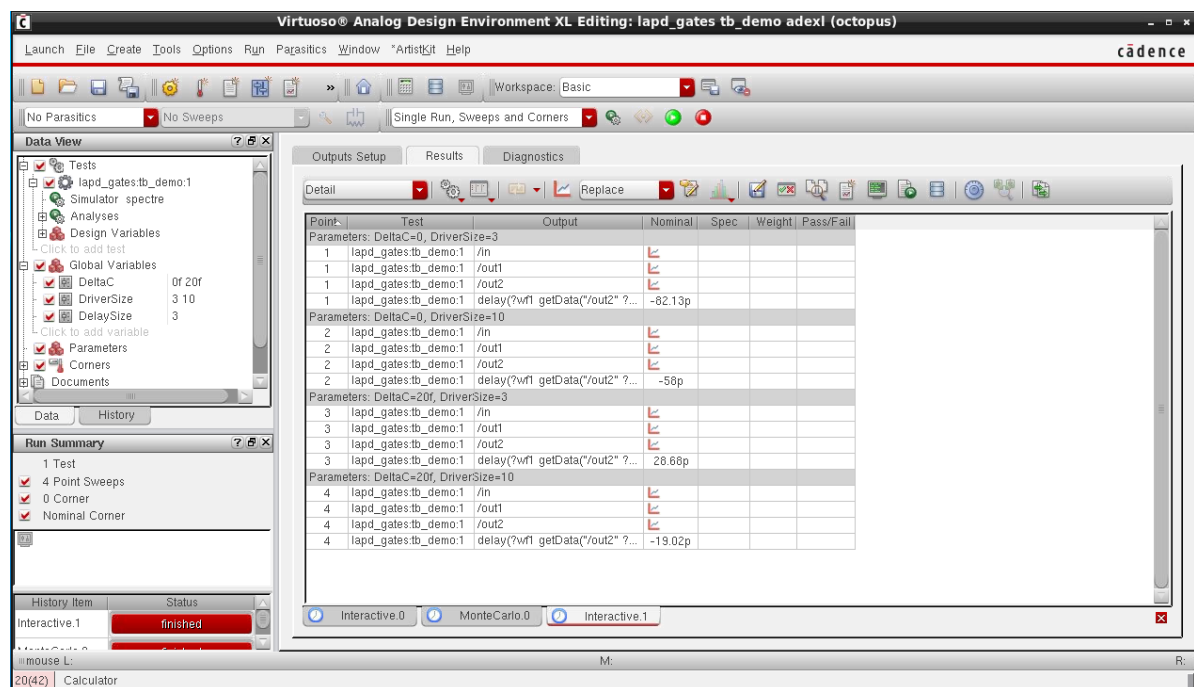 Virtuoso® Analog Design Environment XL Editing: lapd_gates tb_demo adexl (octopus)
Launch File Create Tools Options Run Parasitics Window *ArtistKit Help
cādence
» Workspace: Basic
No Parasitics No Sweeps Single Run, Sweeps and Corners
Data View
Tests
lapd_gates:tb_demo:1
Simulator spectre
Analyses
Design Variables
Click to add test
Global Variables
DeltaC 0f 20f
DriverSize 3 10
DelaySize 3
Click to add variable
Parameters
Corners
Documents
Data History
Run Summary
1 Test
4 Point Sweeps
0 Corner
Nominal Corner
History Item Status
Interactive.1 finished
Outputs Setup Results Diagnostics
Detail Replace
Point Test Output Nominal Spec Weight Pass/Fail
Parameters: DeltaC=0, DriverSize=3
1 lapd_gates:tb_demo:1 /in
1 lapd_gates:tb_demo:1 /out1
1 lapd_gates:tb_demo:1 /out2
1 lapd_gates:tb_demo:1 delay(?wf1 getData("/out2" ?... -82.13p
Parameters: DeltaC=0, DriverSize=10
2 lapd_gates:tb_demo:1 /in
2 lapd_gates:tb_demo:1 /out1
2 lapd_gates:tb_demo:1 /out2
2 lapd_gates:tb_demo:1 delay(?wf1 getData("/out2" ?... -58p
Parameters: DeltaC=20f, DriverSize=3
3 lapd_gates:tb_demo:1 /in
3 lapd_gates:tb_demo:1 /out1
3 lapd_gates:tb_demo:1 /out2
3 lapd_gates:tb_demo:1 delay(?wf1 getData("/out2" ?... 28.68p
Parameters: DeltaC=20f, DriverSize=10
4 lapd_gates:tb_demo:1 /in
4 lapd_gates:tb_demo:1 /out1
4 lapd_gates:tb_demo:1 /out2
4 lapd_gates:tb_demo:1 delay(?wf1 getData("/out2" ?... -19.02p
Interactive.0 MonteCarlo.0 Interactive.1
mouse L: M: R:
20(42) Calculator